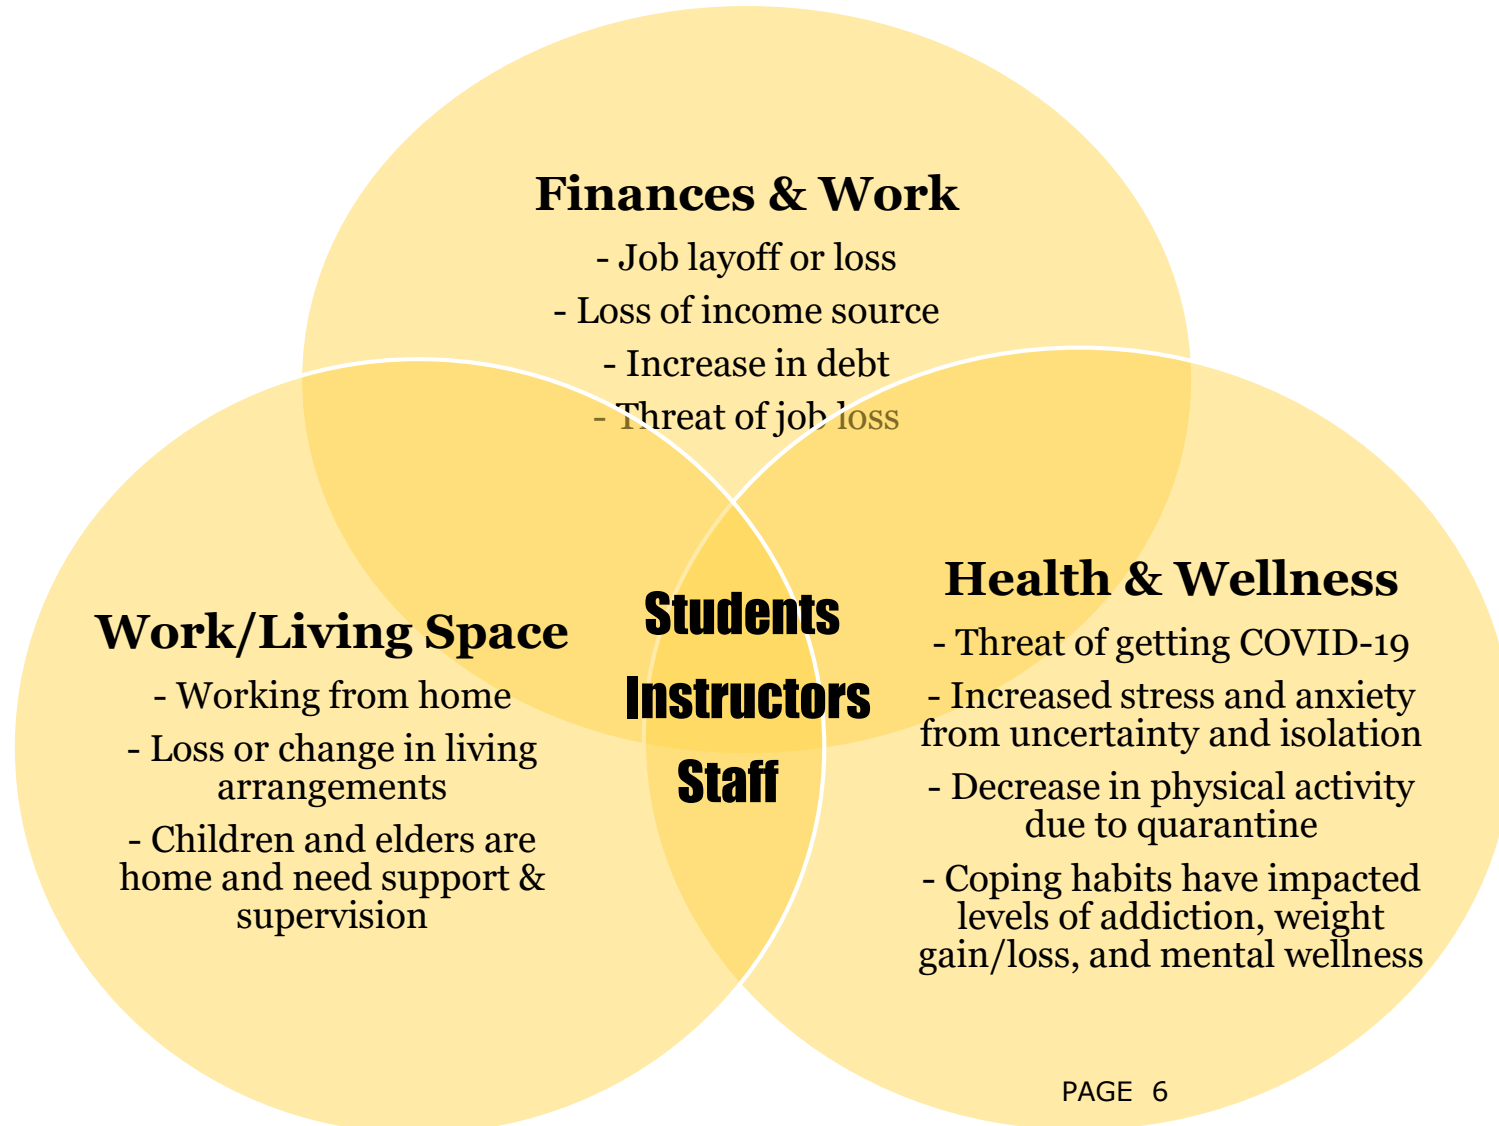 Finances & Work
- Job layoff or loss
- Loss of income source
- Increase in debt
- Threat of job loss
Work/Living Space
- Working from home
- Loss or change in living
arrangements
- Children and elders are
home and need support &
supervision
Students
Instructors
Staff
Health & Wellness
- Threat of getting COVID-19
- Increased stress and anxiety
from uncertainty and isolation
- Decrease in physical activity
due to quarantine
- Coping habits have impacted
levels of addiction, weight
gain/loss, and mental wellness
PAGE 6